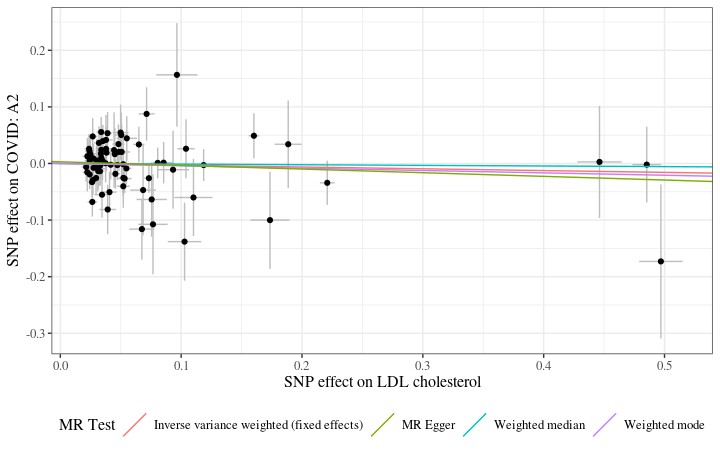 0.2
0.1
0.0
-0.1
-0.2
-0.3
SNP effect on COVID: A2
0.0 0.1 0.2 0.3 0.4 0.5
SNP effect on LDL cholesterol
MR Test Inverse variance weighted (fixed effects) MR Egger Weighted median Weighted mode